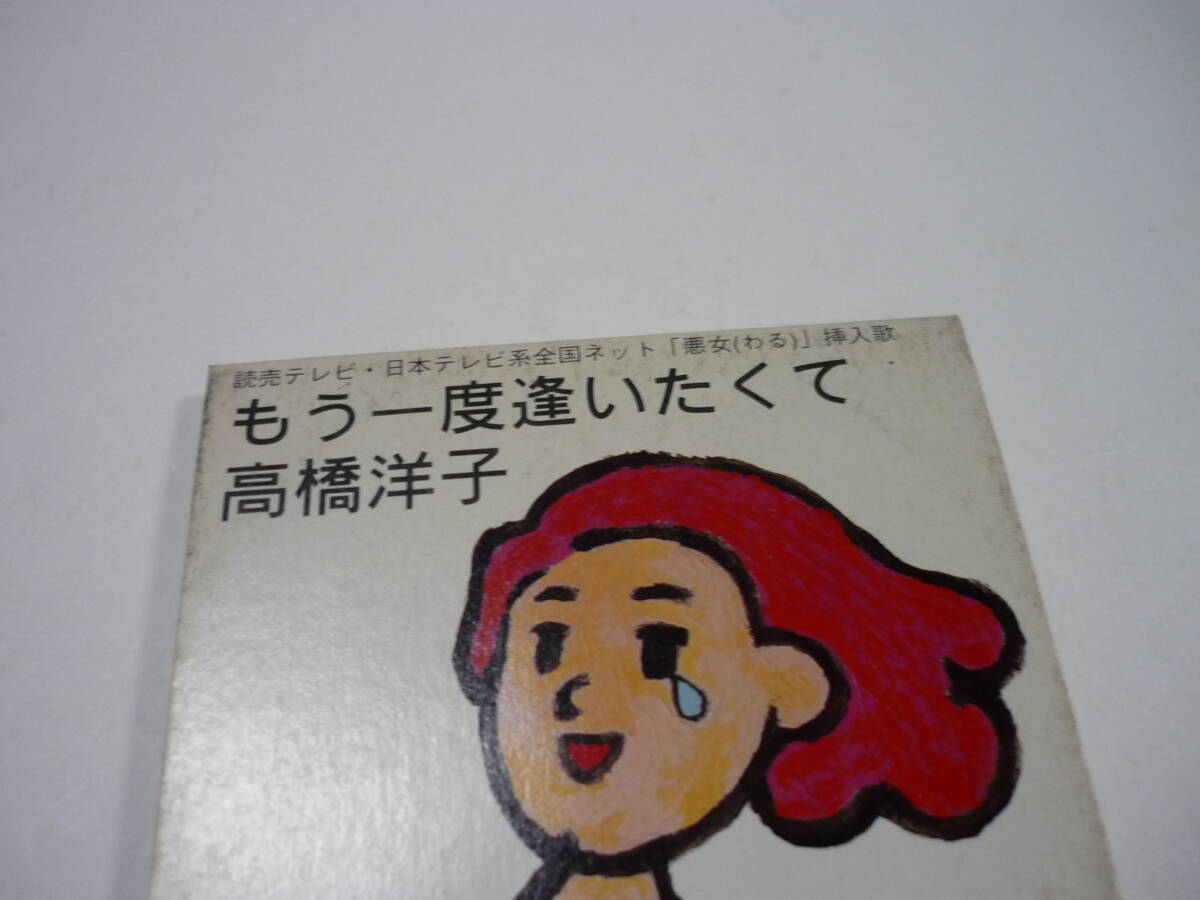 読売テレビ・日本テレビ系全国ネット「悪女(わる)」挿入歌
もう一度逢いたくて
高橋洋子